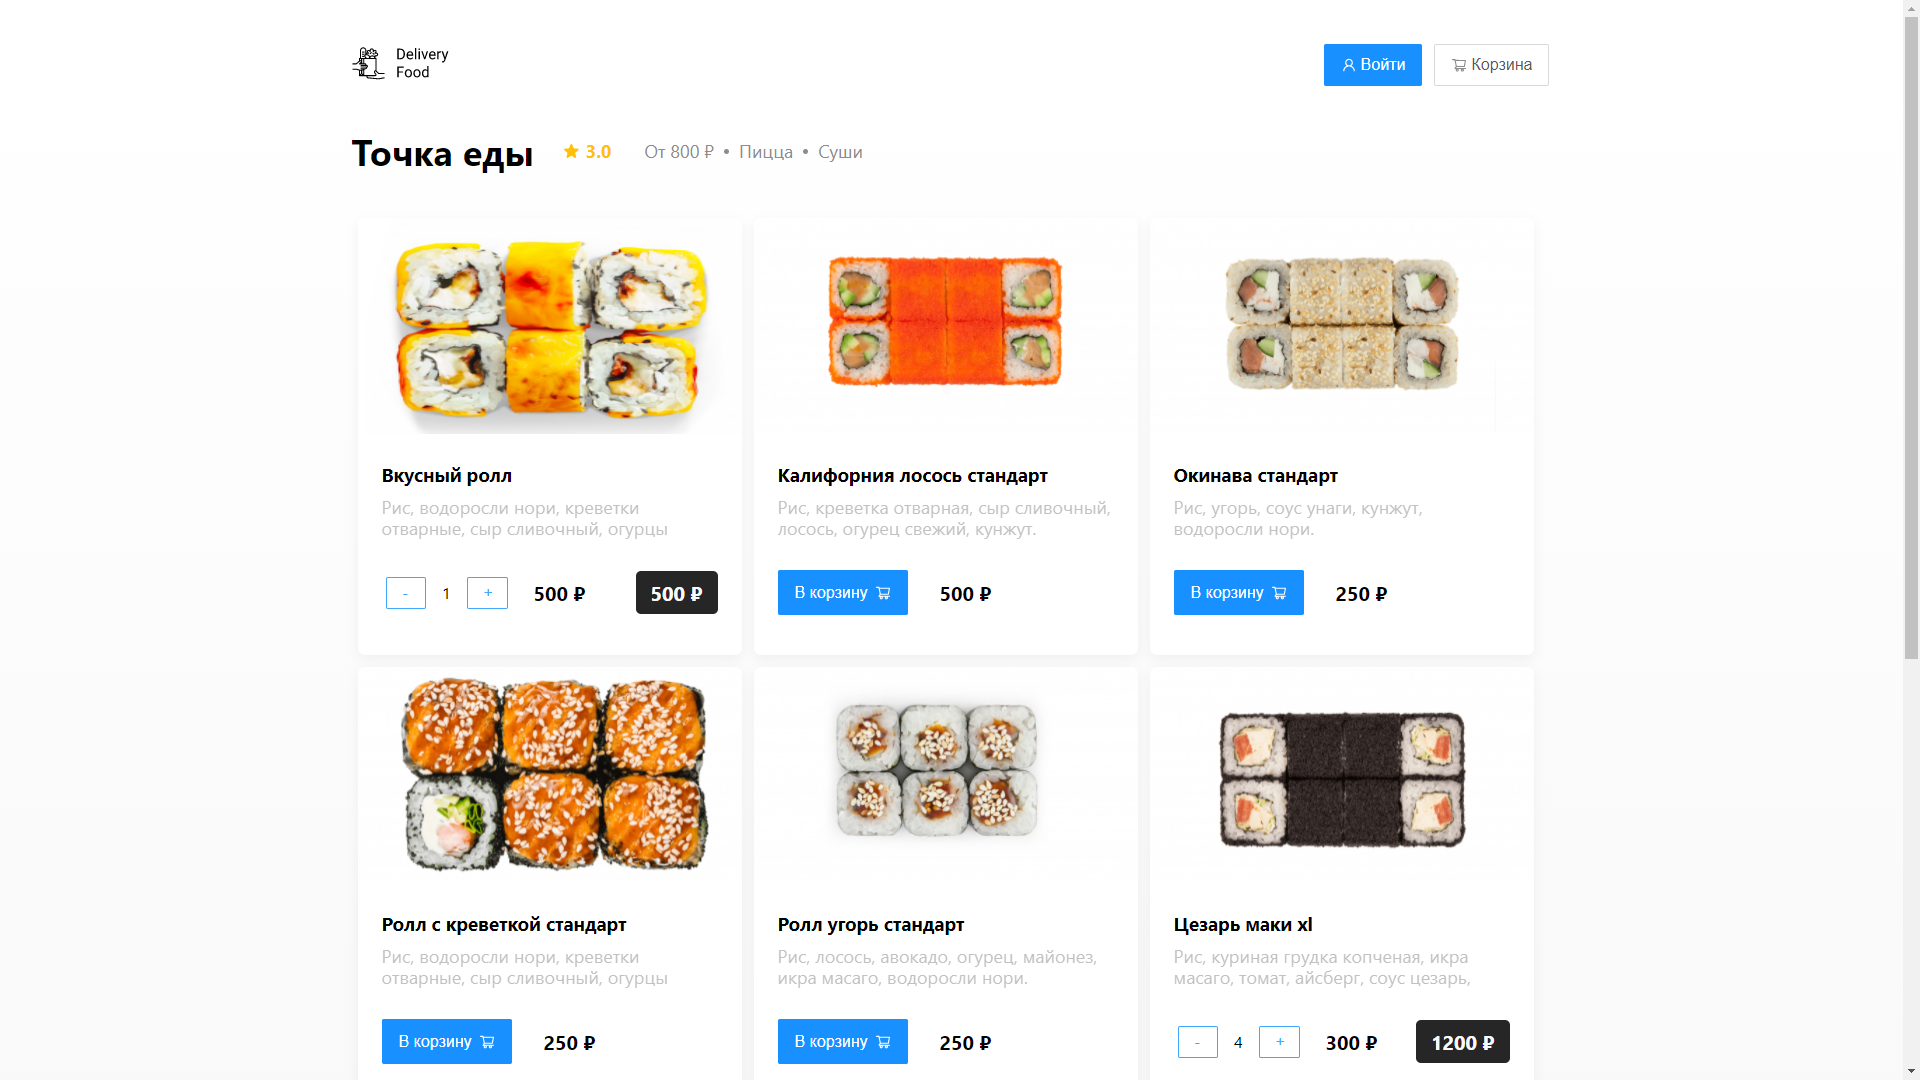 Delivery
Food
Войти
Корзина
Точка еды
3.0
От 800 ₽ • Пицца • Суши
Вкусный ролл
Рис, водоросли нори, креветки
отварные, сыр сливочный, огурцы
- 1 + 500 ₽ 500 ₽
Калифорния лосось стандарт
Рис, креветка отварная, сыр сливочный,
лосось, огурец свежий, кунжут.
В корзину 500 ₽
Окинава стандарт
Рис, угорь, соус унаги, кунжут,
водоросли нори.
В корзину 250 ₽
Ролл с креветкой стандарт
Рис, водоросли нори, креветки
отварные, сыр сливочный, огурцы
В корзину 250 ₽
Ролл угорь стандарт
Рис, лосось, авокадо, огурец, майонез,
икра масаго, водоросли нори.
В корзину 250 ₽
Цезарь маки xl
Рис, куриная грудка копченая, икра
масаго, томат, айсберг, соус цезарь,
- 4 + 300 ₽ 1200 ₽